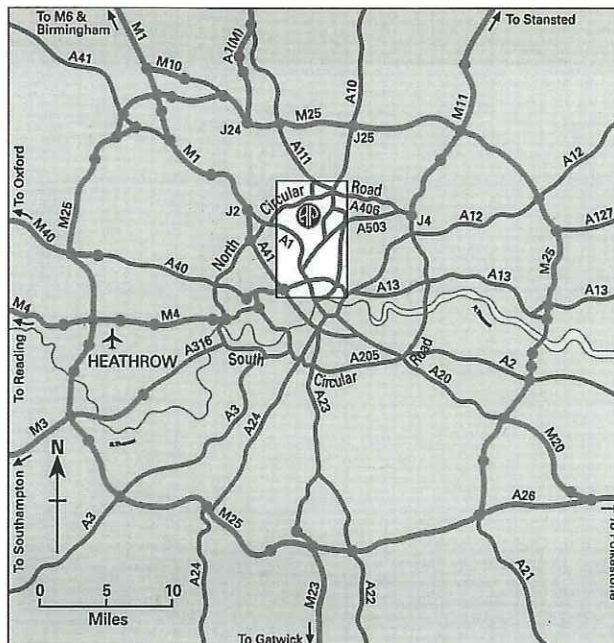 To M6 &
Birmingham
To Stansted
A41
M1
M10
A1(M)
A10
M11
M25
J24
J25
A12
A111
M1
To Oxford
M25
Circular
Road
J2
A406
J4
A12
A127
M40
A503
A1
A41
North
M25
A40
A13
A13
A13
M4
M4
HEATHROW
A316
South
A205
Road
A2
To Reading
Circular
A20
A3
A24
A23
M3
R.Thames
M20
N
A26
To Southampton
A3
M25
To Folkestone
A24
M23
A22
A21
0 5 10
Miles
To Gatwick